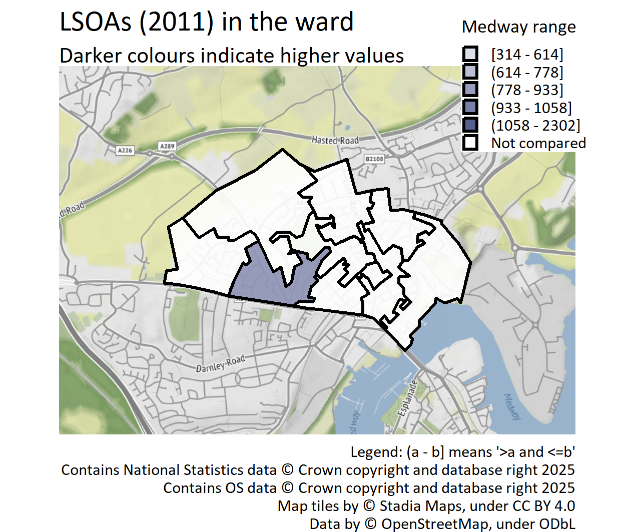 LSOAs (2011) in the ward
Darker colours indicate higher values
Medway range
[314 - 614]
(614 - 778]
(778 - 933]
(933 - 1058]
(1058 - 2302]
Not compared
Hasted Road
A289
A226
B2108
d Road
Darnley Road
Esplanade
Medway
dway
Legend: (a - b] means '>a and <=b'
Contains National Statistics data © Crown copyright and database right 2025
Contains OS data © Crown copyright and database right 2025
Map tiles by © Stadia Maps, under CC BY 4.0
Data by © OpenStreetMap, under ODbL